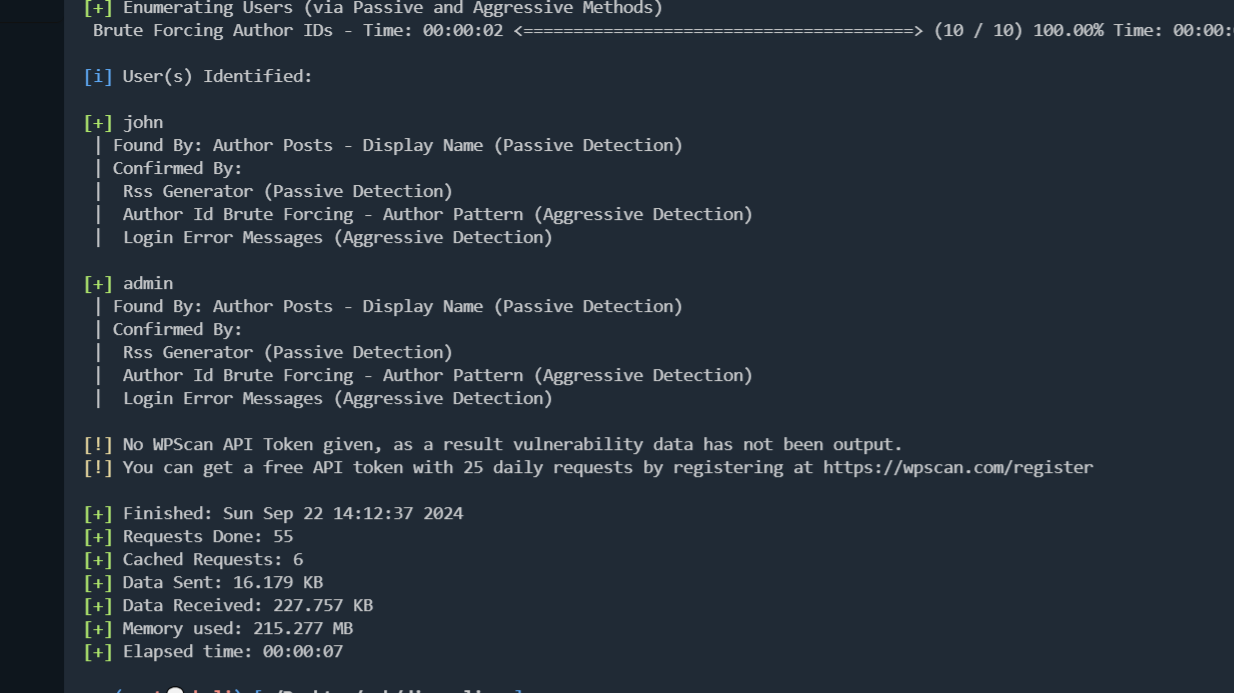 [+] Enumerating Users (via Passive and Aggressive Methods)
Brute Forcing Author IDs - Time: 00:00:02 <=======================================> (10 / 10) 100.00% Time: 00:00:
[i] User(s) Identified:
[+] john
| Found By: Author Posts - Display Name (Passive Detection)
| Confirmed By:
| Rss Generator (Passive Detection)
| Author Id Brute Forcing - Author Pattern (Aggressive Detection)
| Login Error Messages (Aggressive Detection)
[+] admin
| Found By: Author Posts - Display Name (Passive Detection)
| Confirmed By:
| Rss Generator (Passive Detection)
| Author Id Brute Forcing - Author Pattern (Aggressive Detection)
| Login Error Messages (Aggressive Detection)
[!] No WPScan API Token given, as a result vulnerability data has not been output.
[!] You can get a free API token with 25 daily requests by registering at https://wpscan.com/register
[+] Finished: Sun Sep 22 14:12:37 2024
[+] Requests Done: 55
[+] Cached Requests: 6
[+] Data Sent: 16.179 KB
[+] Data Received: 227.757 KB
[+] Memory used: 215.277 MB
[+] Elapsed time: 00:00:07